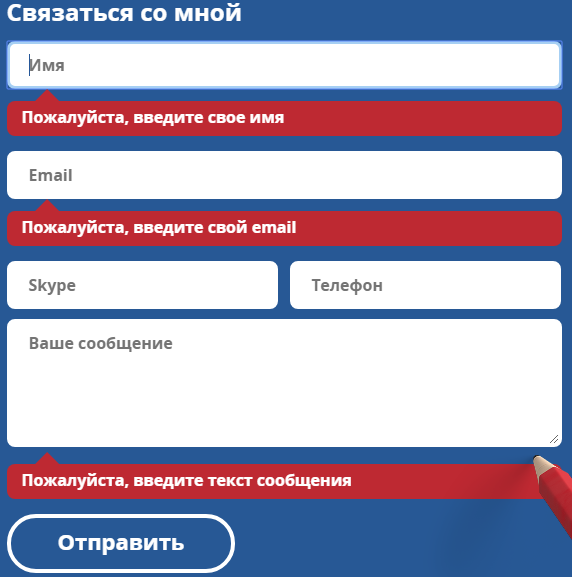 Связаться со мной
Имя
Пожалуйста, введите свое имя
Email
Пожалуйста, введите свой email
Skype Телефон
Ваше сообщение
Пожалуйста, введите текст сообщения
Отправить